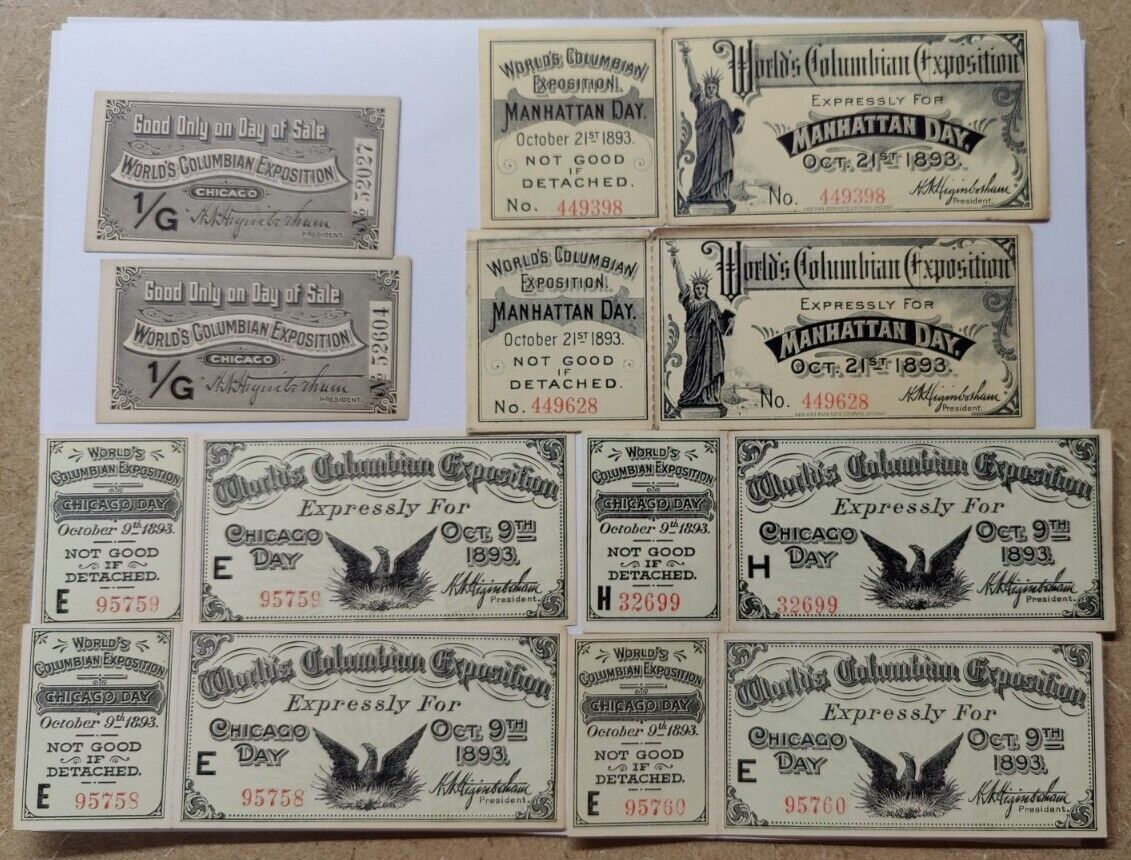 Good Only on Day of Sale
WORLD'S COLUMBIAN EXPOSITION
CHICAGO
1/G
H.N. Higinbotham
PRESIDENT.
No 52027
Good Only on Day of Sale
WORLD'S COLUMBIAN EXPOSITION
CHICAGO
1/G
H.N. Higinbotham
PRESIDENT.
No 52604
WORLD'S COLUMBIAN
EXPOSITION.
MANHATTAN DAY.
October 21ST 1893.
NOT GOOD
IF
DETACHED.
No. 449398
World's Columbian Exposition
EXPRESSLY FOR
MANHATTAN DAY.
OCT. 21ST 1893.
No. 449398
H.N. Higinbotham
President.
WORLD'S COLUMBIAN
EXPOSITION.
MANHATTAN DAY.
October 21ST 1893.
NOT GOOD
IF
DETACHED.
No. 449628
World's Columbian Exposition
EXPRESSLY FOR
MANHATTAN DAY.
OCT. 21ST 1893.
No. 449628
H.N. Higinbotham
President.
WORLD'S
COLUMBIAN EXPOSITION
CHICAGO DAY
October 9th 1893.
NOT GOOD
IF
DETACHED.
E 95759
World's Columbian Exposition
Expressly For
CHICAGO DAY
OCT. 9TH 1893.
E
95759
H.N. Higinbotham
President.
WORLD'S
COLUMBIAN EXPOSITION
CHICAGO DAY
October 9th 1893.
NOT GOOD
IF
DETACHED.
H 32699
World's Columbian Exposition
Expressly For
CHICAGO DAY
OCT. 9TH 1893.
H
32699
H.N. Higinbotham
President.
WORLD'S
COLUMBIAN EXPOSITION
CHICAGO DAY
October 9th 1893.
NOT GOOD
IF
DETACHED.
E 95758
World's Columbian Exposition
Expressly For
CHICAGO DAY
OCT. 9TH 1893.
E
95758
H.N. Higinbotham
President.
WORLD'S
COLUMBIAN EXPOSITION
CHICAGO DAY
October 9th 1893.
NOT GOOD
IF
DETACHED.
E 95760
World's Columbian Exposition
Expressly For
CHICAGO DAY
OCT. 9TH 1893.
E
95760
H.N. Higinbotham
President.